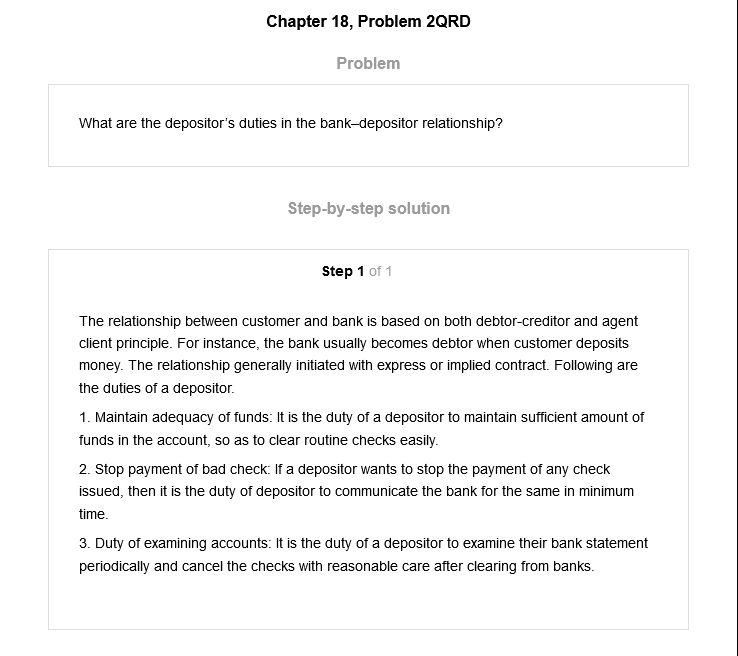 Chapter 18, Problem 2QRD
Problem
What are the depositor’s duties in the bank–depositor relationship?
Step-by-step solution
Step 1 of 1
The relationship between customer and bank is based on both debtor-creditor and agent
client principle. For instance, the bank usually becomes debtor when customer deposits
money. The relationship generally initiated with express or implied contract. Following are
the duties of a depositor.
1. Maintain adequacy of funds: It is the duty of a depositor to maintain sufficient amount of
funds in the account, so as to clear routine checks easily.
2. Stop payment of bad check: If a depositor wants to stop the payment of any check
issued, then it is the duty of depositor to communicate the bank for the same in minimum
time.
3. Duty of examining accounts: It is the duty of a depositor to examine their bank statement
periodically and cancel the checks with reasonable care after clearing from banks.